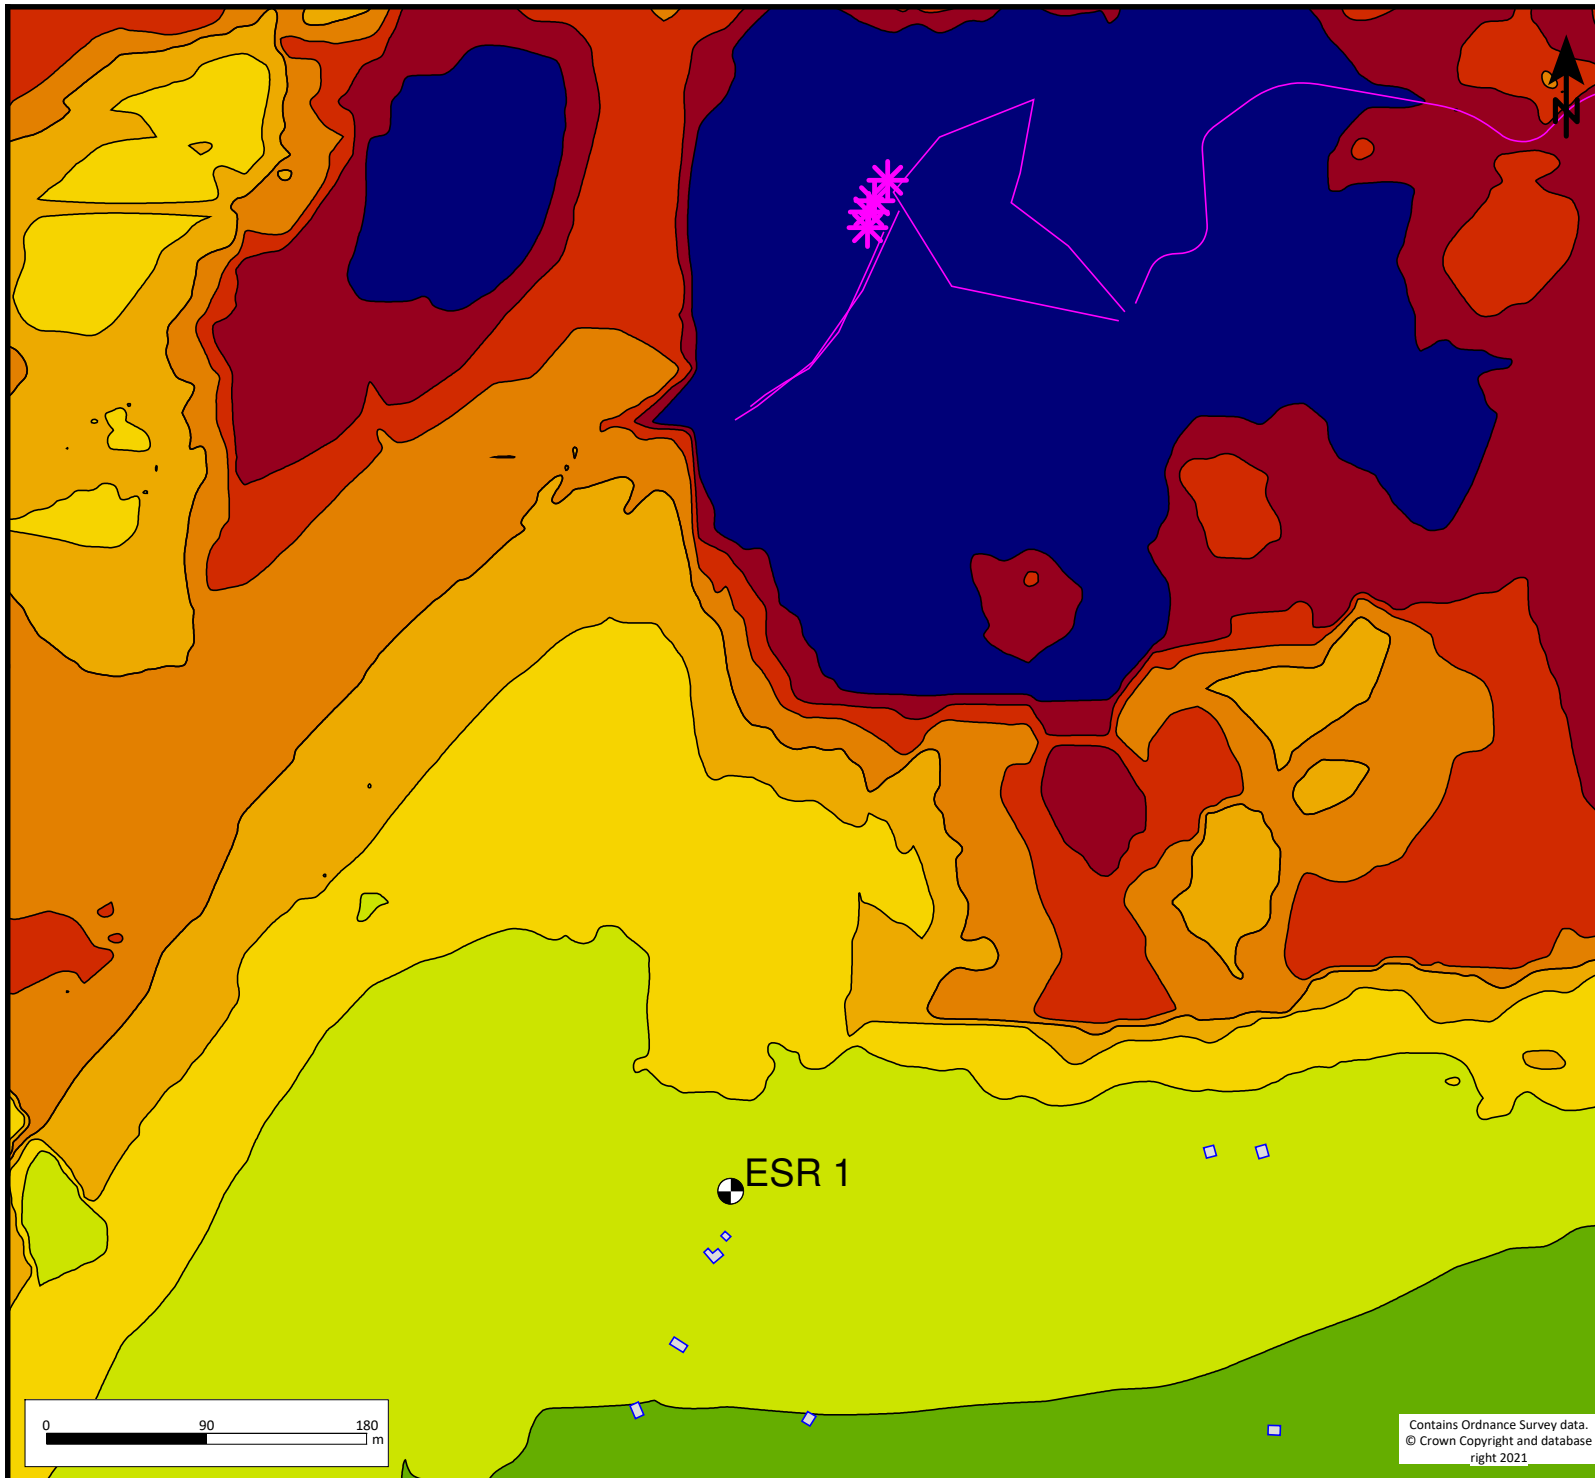 N
ESR 1
0 90 180
m
Contains Ordnance Survey data.
© Crown Copyright and database
right 2021